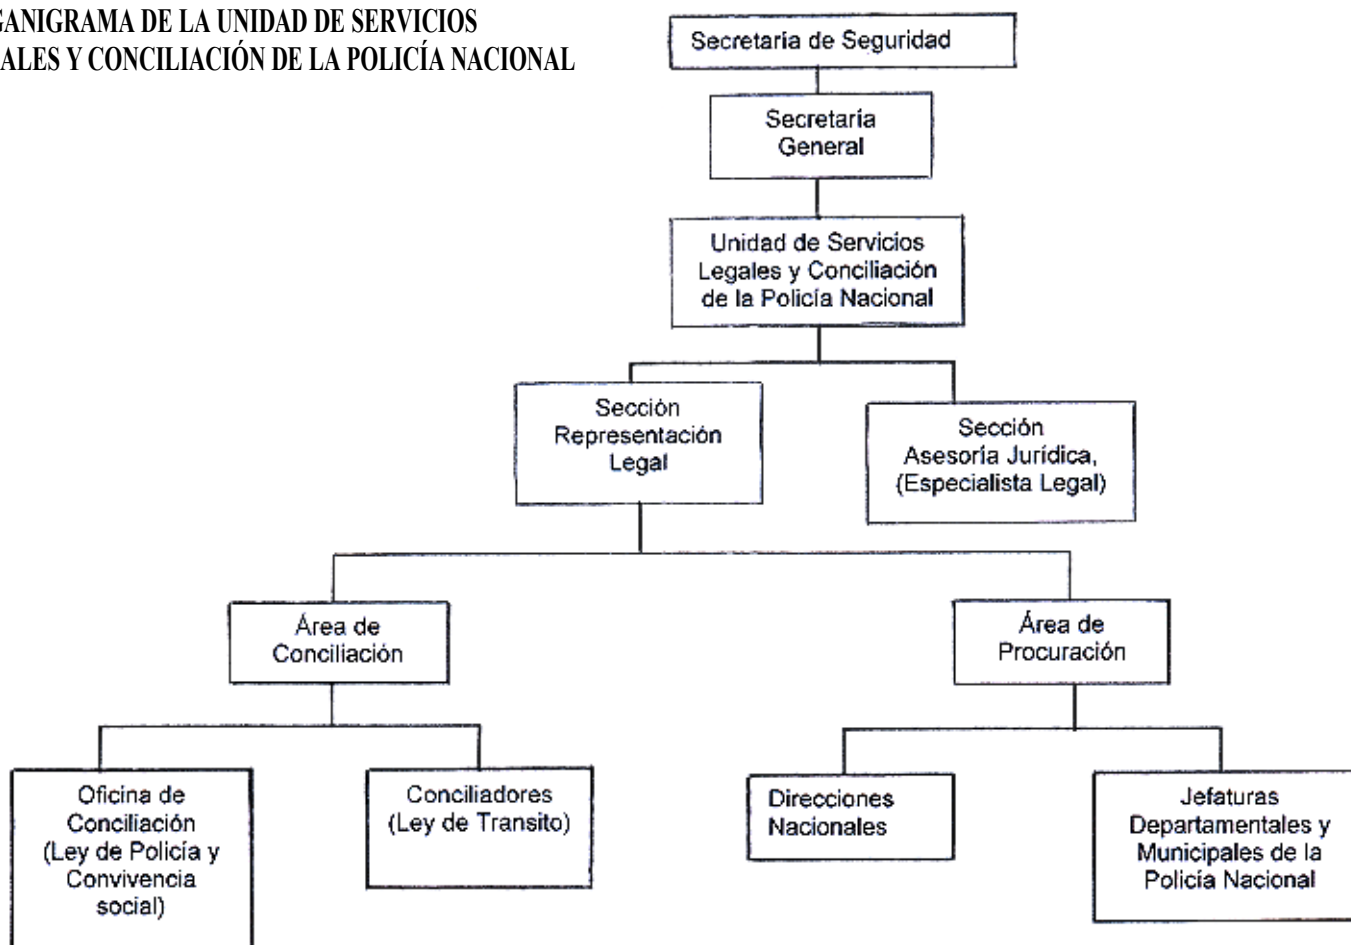 GANIGRAMA DE LA UNIDAD DE SERVICIOS
ALES Y CONCILIACIÓN DE LA POLICÍA NACIONAL
Secretaría de Seguridad
Secretaría
General
Unidad de Servicios
Legales y Conciliación
de la Policía Nacional
Sección
Representación
Legal
Sección
Asesoría Jurídica,
(Especialista Legal)
Área de
Conciliación
Área de
Procuración
Oficina de
Conciliación
(Ley de Policía y
Convivencia
social)
Conciliadores
(Ley de Transito)
Direcciones
Nacionales
Jefaturas
Departamentales y
Municipales de la
Policía Nacional